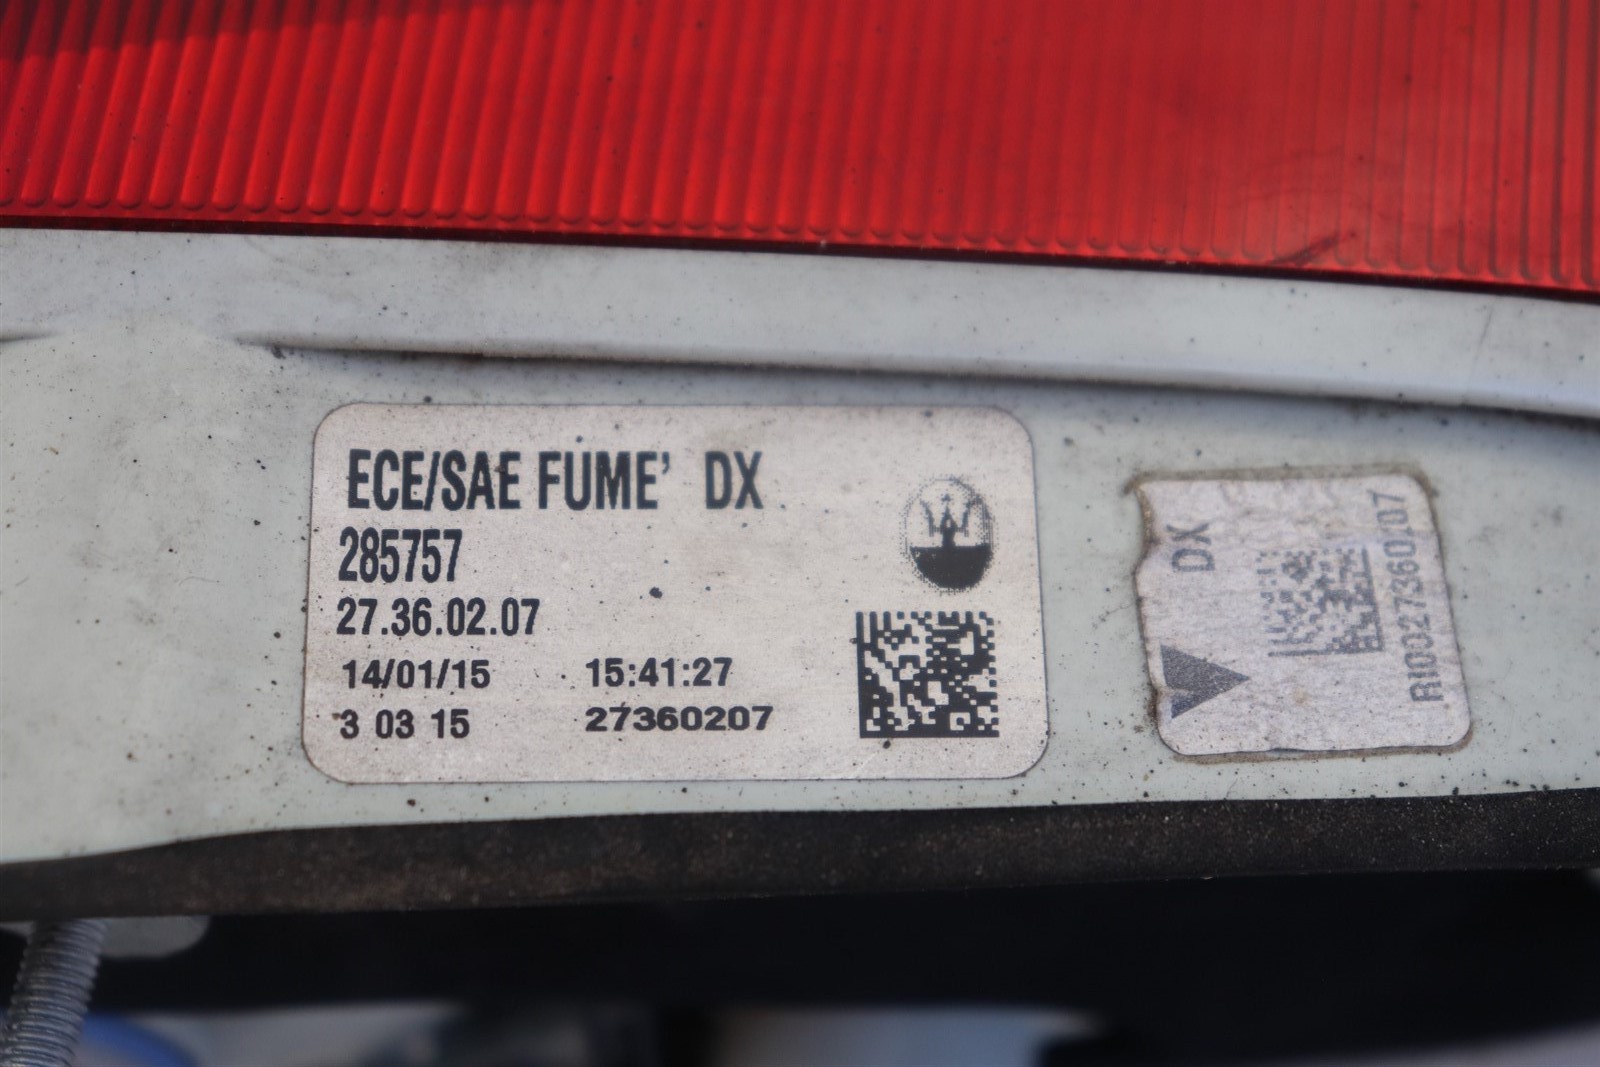 ECE/SAE FUME' DX
285757
27.36.02.07
14/01/15 15:41:27
3 03 15 27360207
DX
RI0027360207